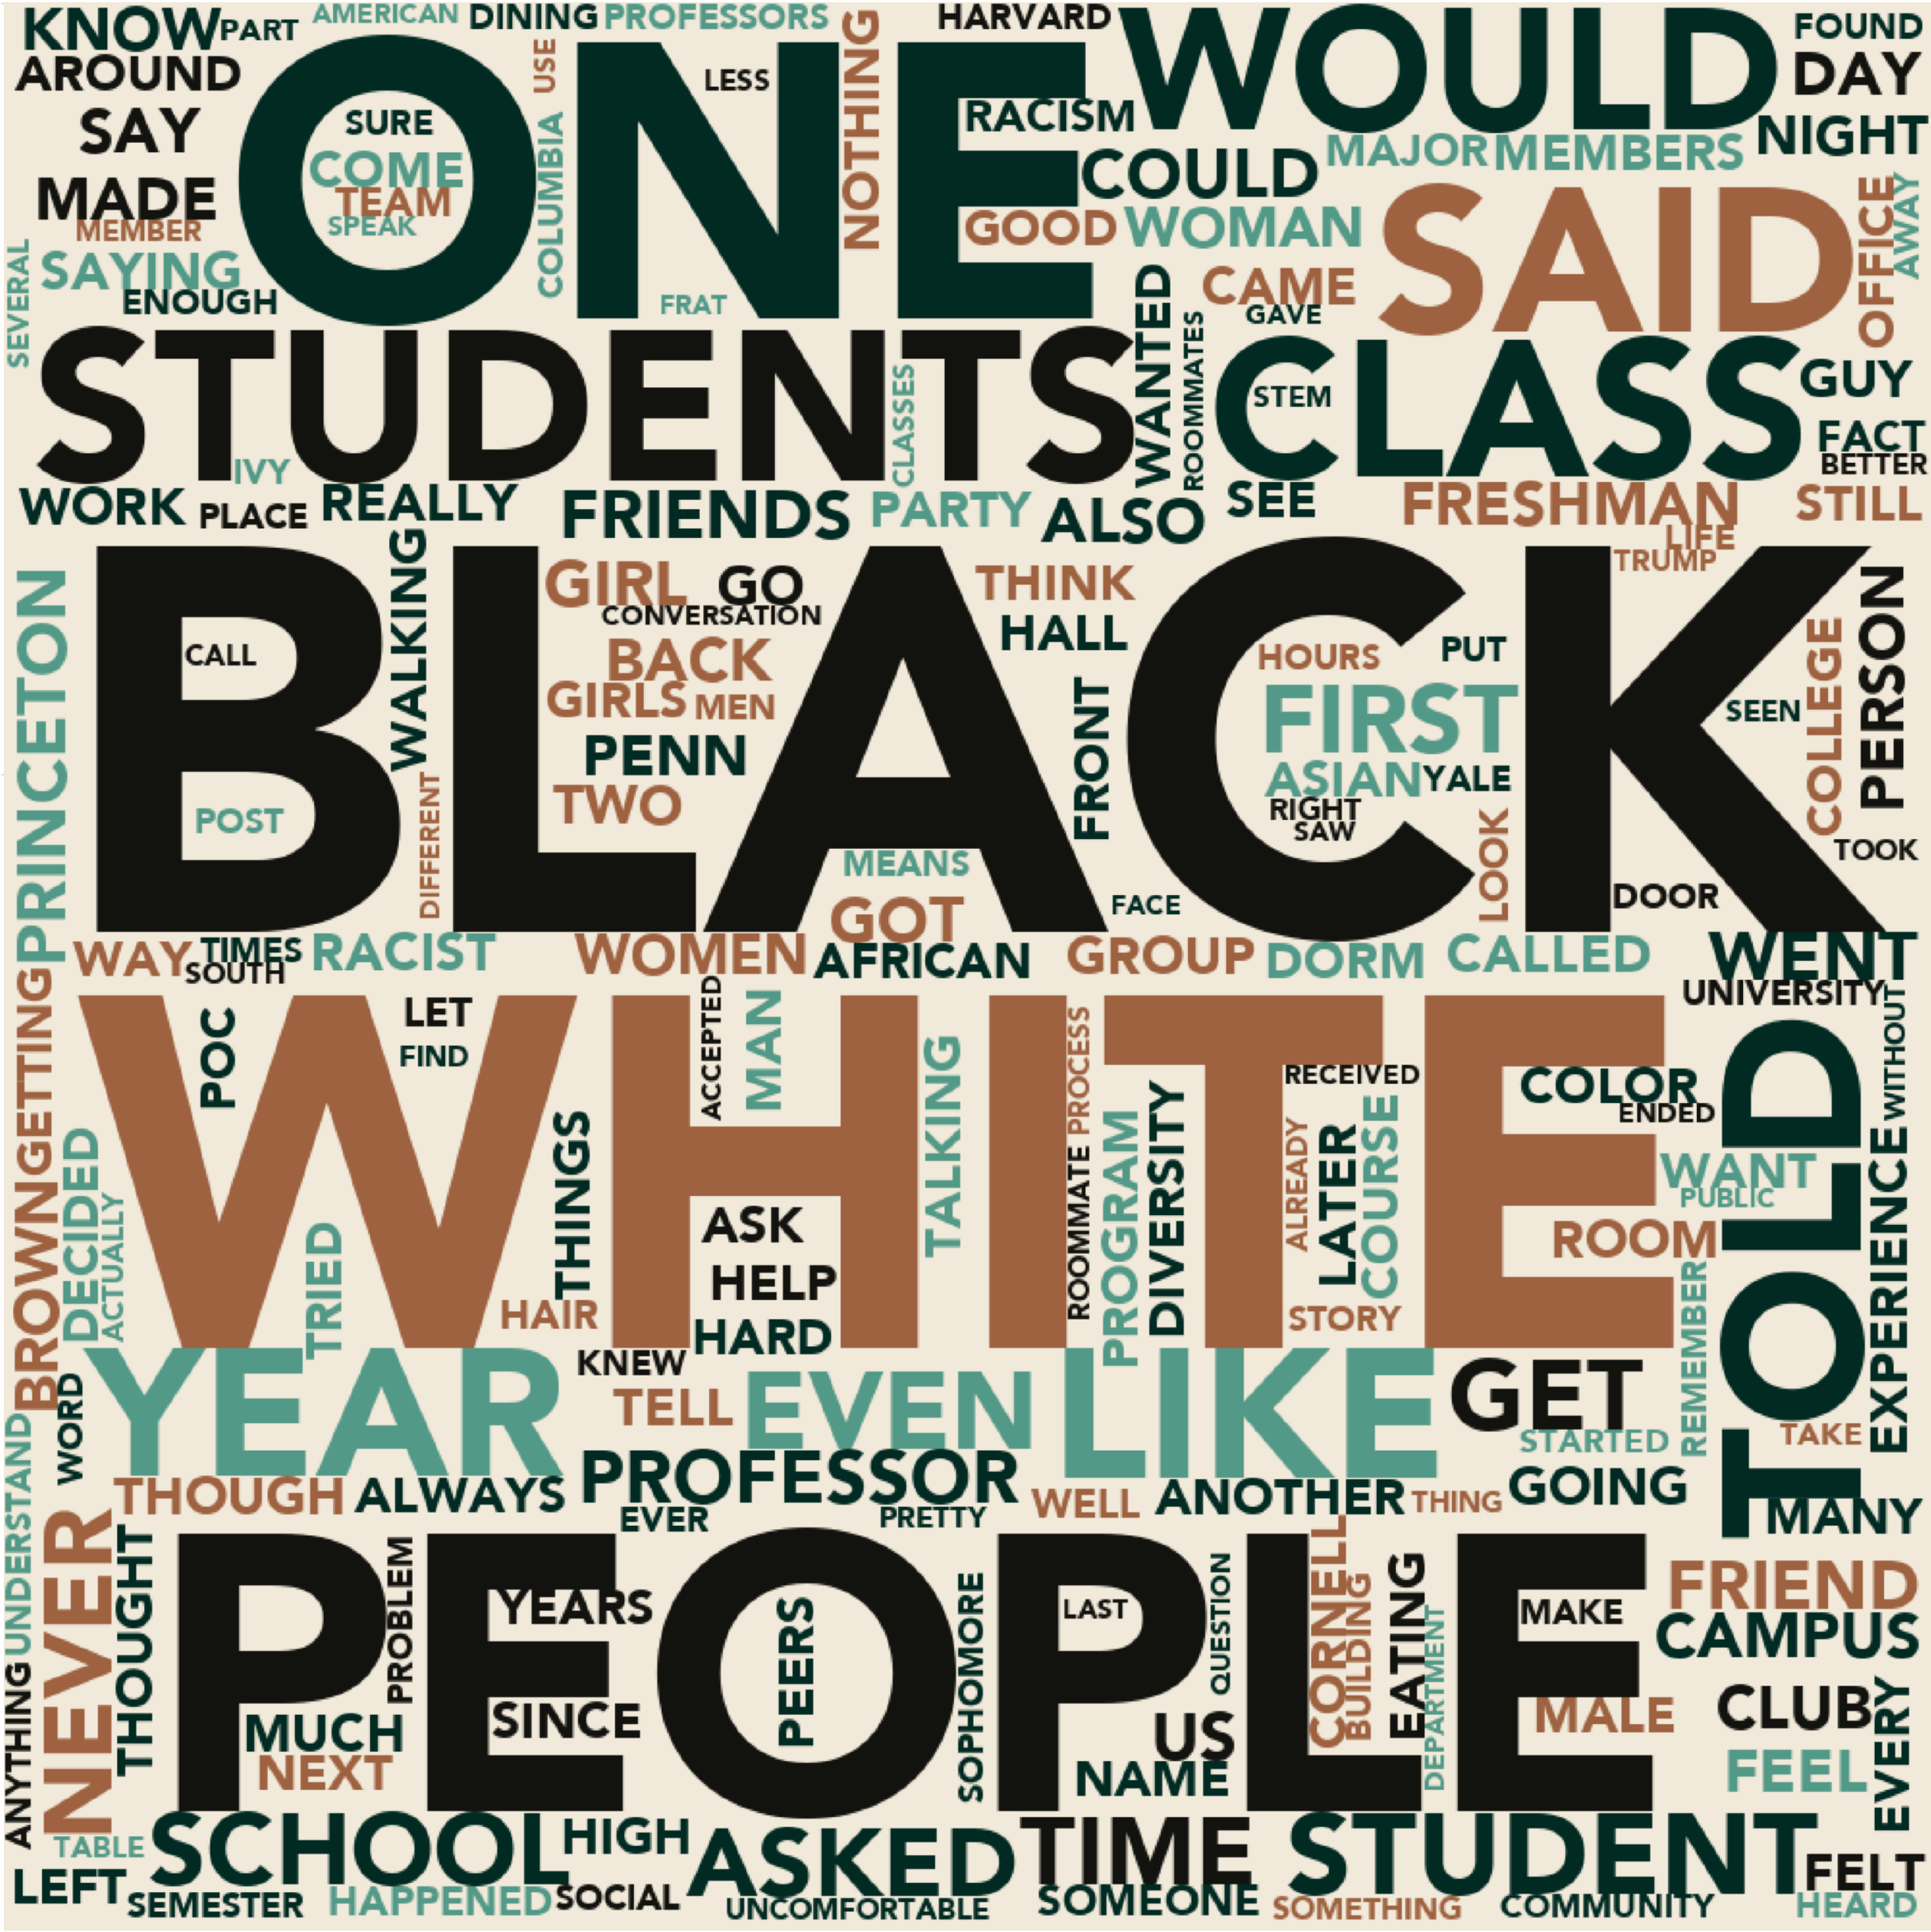 KNOW PART AMERICAN DINING PROFESSORS NOTHING HARVARD WOULD FOUND
AROUND ONE USE LESS RACISM DAY
SAY SURE COLUMBIA COULD MAJOR MEMBERS NIGHT
COME
MADE TEAM GOOD WOMAN SAID OFFICE AWAY
MEMBER SPEAK
SEVERAL SAYING CAME
ENOUGH FRAT WANTED GAVE
STUDENTS CLASSES ROOMMATES STEM CLASS GUY
IVY FACT
BETTER
WORK PLACE REALLY FRIENDS PARTY ALSO SEE FRESHMAN STILL
LIFE
TRUMP
PRINCETON BLACK WALKING GIRL GO THINK PERSON
CONVERSATION
CALL BACK HALL HOURS PUT COLLEGE
GIRLS MEN FRONT FIRST SEEN
PENN ASIAN YALE
POST DIFFERENT TWO RIGHT LOOK
SAW TOOK
MEANS
GOT FACE DOOR
WAY TIMES RACIST WOMEN AFRICAN GROUP DORM CALLED WENT
SOUTH
GETTING WHITE POC LET ACCEPTED MAN PROCESS UNIVERSITY WITHOUT
FIND TALKING RECEIVED COLOR TOLD
ENDED
BROWN DECIDED THINGS PROGRAM DIVERSITY ALREADY LATER COURSE WANT EXPERIENCE
ACTUALLY TRIED ASK ROOMMATE PUBLIC
ROOM
HELP REMEMBER
HAIR HARD STORY
YEAR KNEW EVEN LIKE GET
WORD TELL STARTED TAKE
UNDERSTAND THOUGH ALWAYS PROFESSOR WELL ANOTHER THING GOING MANY
EVER PRETTY
NEVER THOUGHT PEOPLE PROBLEM YEARS PEERS SOPHOMORE LAST QUESTION CORNELL BUILDING EATING MAKE FRIEND
DEPARTMENT CAMPUS
ANYTHING MUCH SINCE US MALE CLUB EVERY
NEXT NAME FEEL
TABLE SCHOOL HIGH ASKED TIME STUDENT FELT
LEFT SEMESTER HAPPENED SOCIAL UNCOMFORTABLE SOMEONE SOMETHING COMMUNITY HEARD